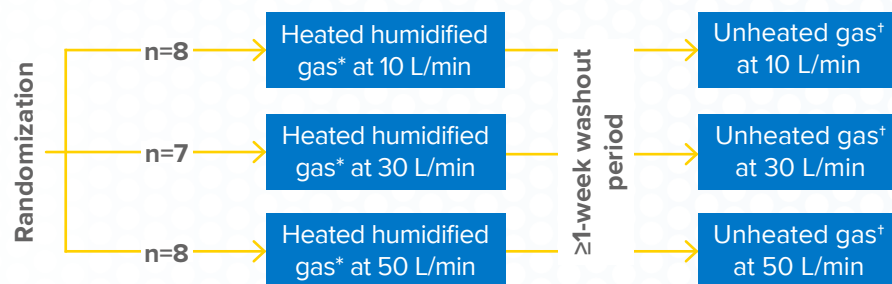 Randomization
n=8
Heated humidified
gas* at 10 L/min
n=7
Heated humidified
gas* at 30 L/min
n=8
Heated humidified
gas* at 50 L/min
≥1-week washout
period
Unheated gas†
at 10 L/min
Unheated gas†
at 30 L/min
Unheated gas†
at 50 L/min